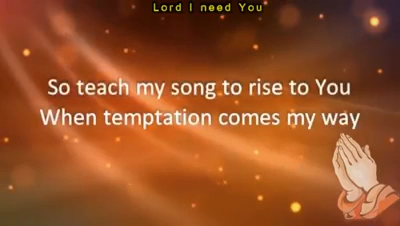 Lord I need You
So teach my song to rise to You
When temptation comes my way